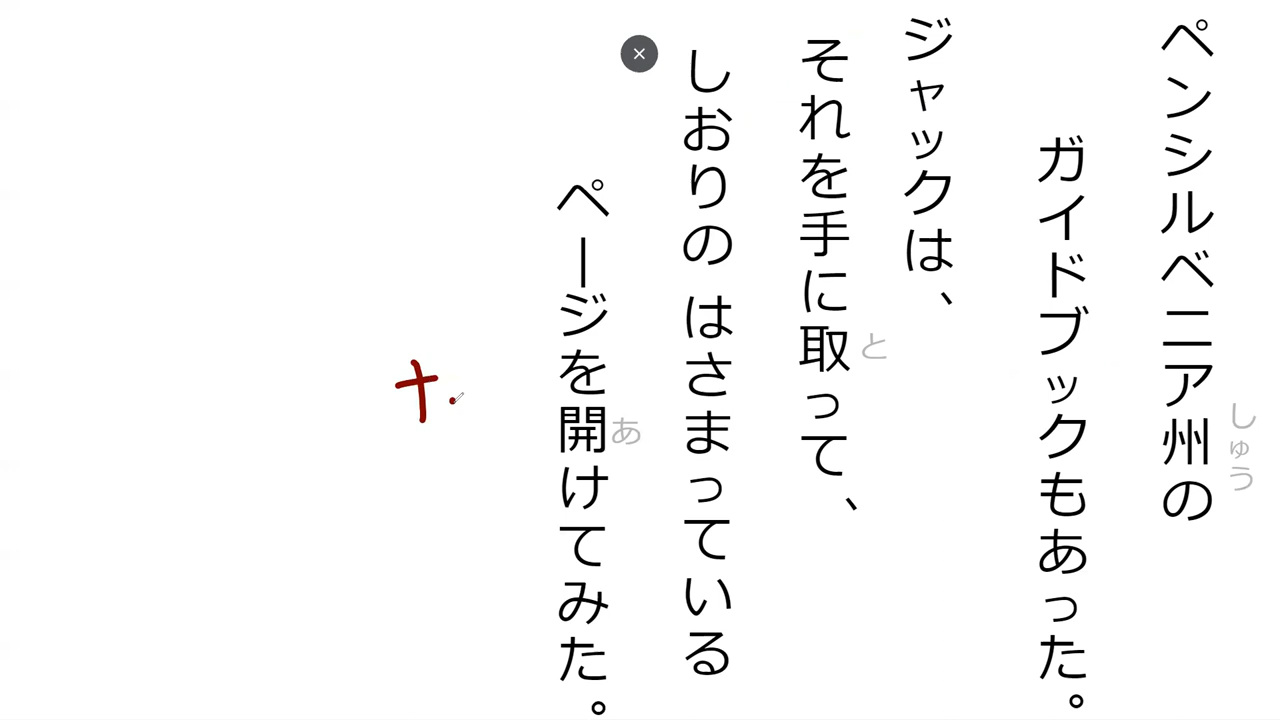 ペンシルベニア州の
しゅう
ガイドブックもあった。
ジャックは、
それを手に取って、
と
しおりの はさまっている
ページを開けてみた。
あ